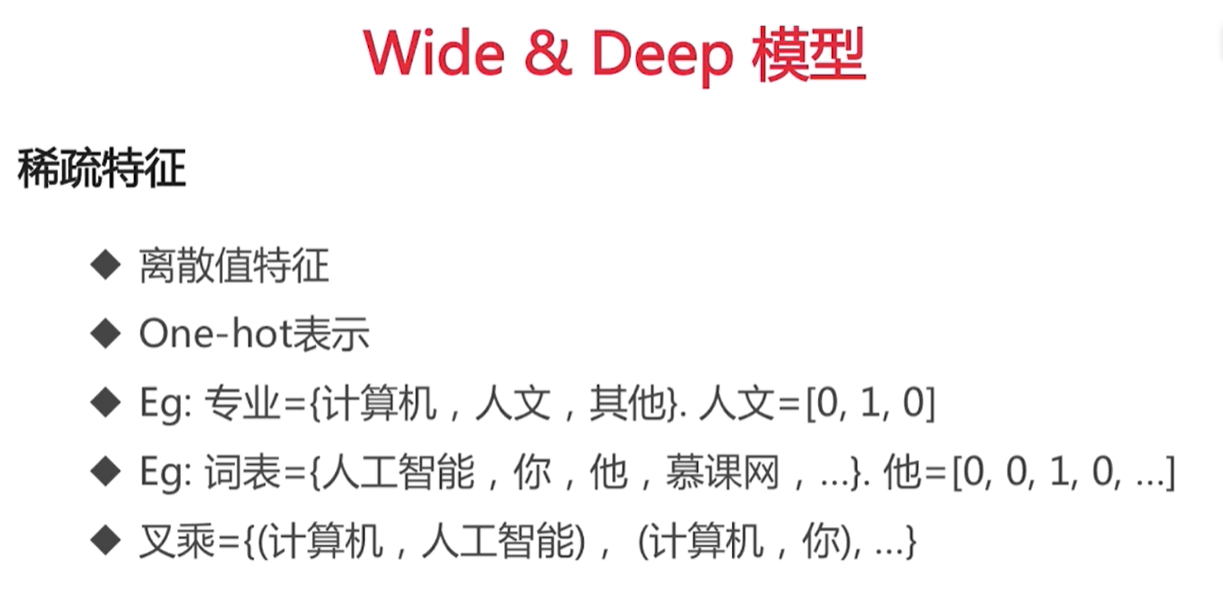 Wide & Deep 模型
稀疏特征
◆ 离散值特征
◆ One-hot表示
◆ Eg: 专业={计算机，人文，其他}. 人文=[0, 1, 0]
◆ Eg: 词表={人工智能，你，他，慕课网，...}. 他=[0, 0, 1, 0, ...]
◆ 叉乘={(计算机，人工智能)， (计算机，你), ...}